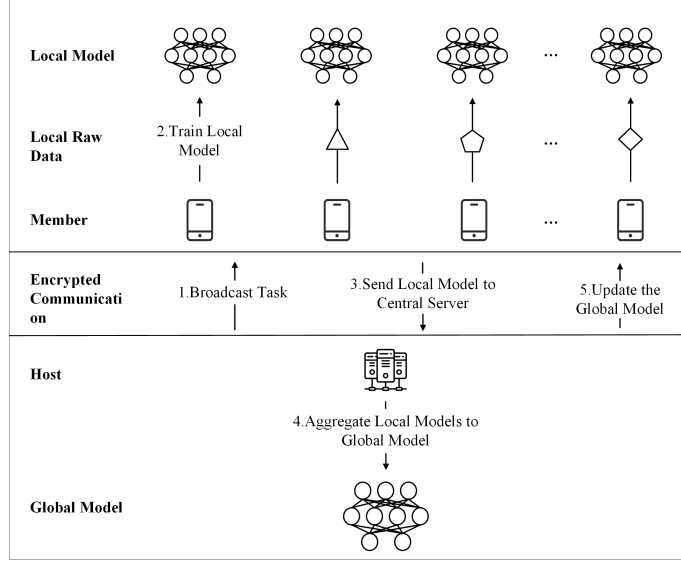 Local Model
...
Local Raw
Data
2.Train Local
Model
...
Member
...
Encrypted
Communicati
on
1.Broadcast Task
3.Send Local Model to
Central Server
5.Update the
Global Model
Host
4.Aggregate Local Models to
Global Model
Global Model